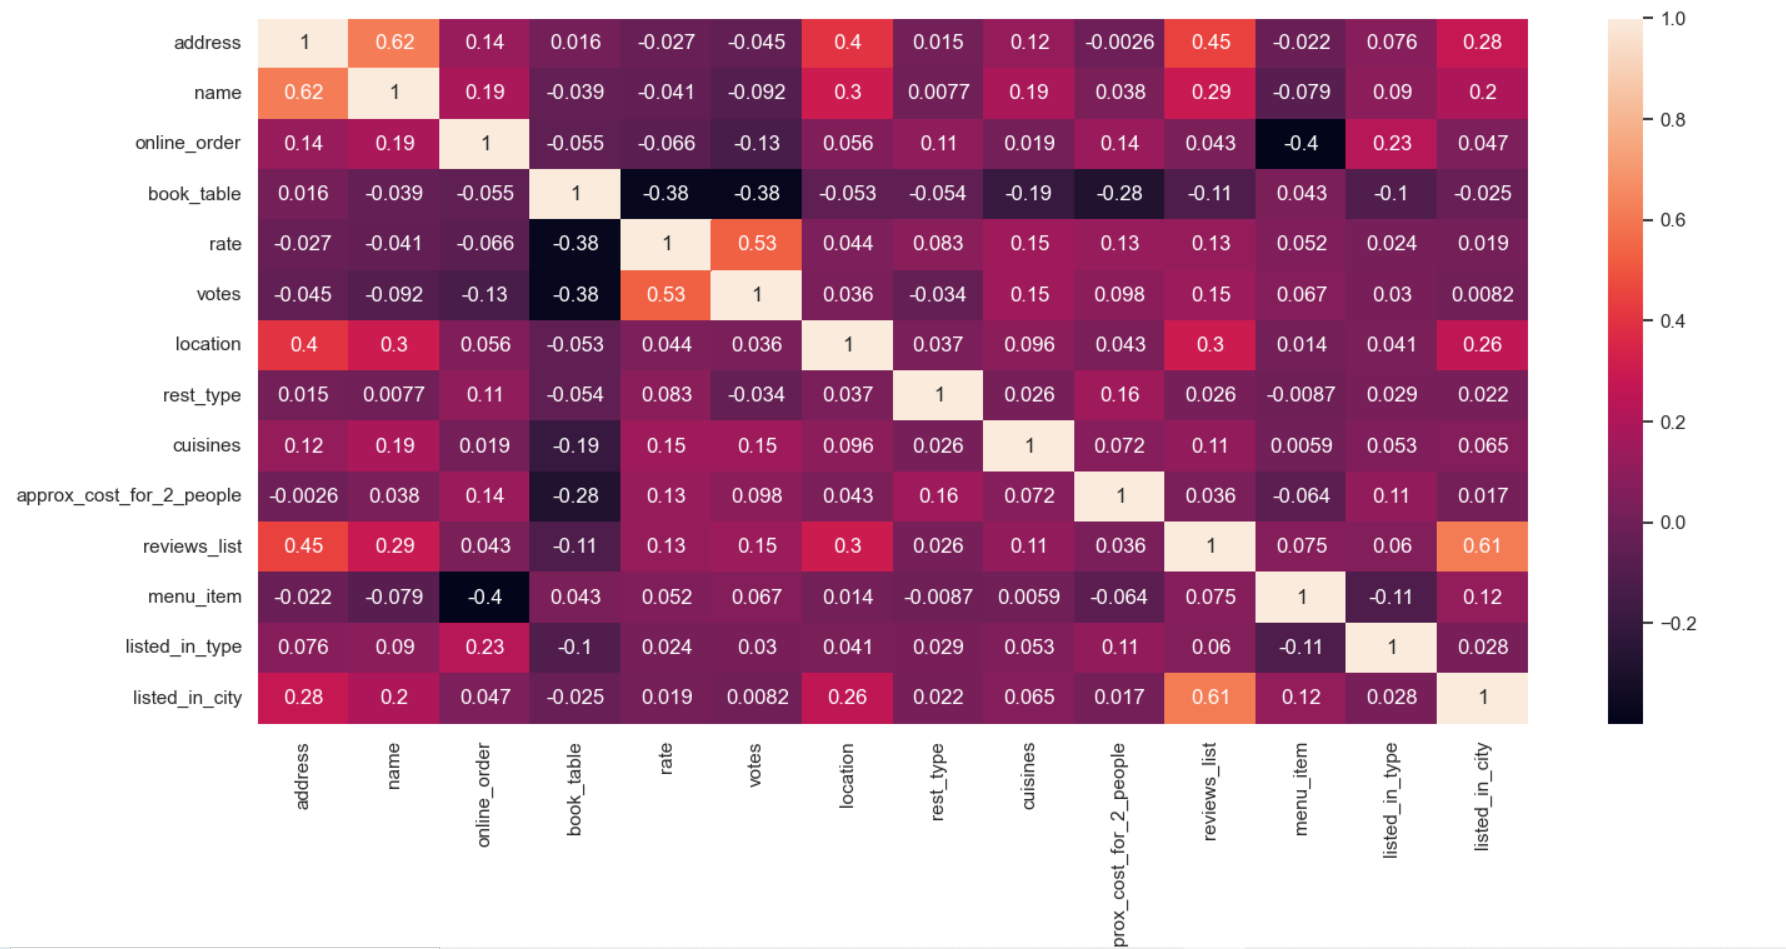 address 1 0.62 0.14 0.016 -0.027 -0.045 0.4 0.015 0.12 -0.0026 0.45 -0.022 0.076 0.28
name 0.62 1 0.19 -0.039 -0.041 -0.092 0.3 0.0077 0.19 0.038 0.29 -0.079 0.09 0.2
online_order 0.14 0.19 1 -0.055 -0.066 -0.13 0.056 0.11 0.019 0.14 0.043 -0.4 0.23 0.047
book_table 0.016 -0.039 -0.055 1 -0.38 -0.38 -0.053 -0.054 -0.19 -0.28 -0.11 0.043 -0.1 -0.025
rate -0.027 -0.041 -0.066 -0.38 1 0.53 0.044 0.083 0.15 0.13 0.13 0.052 0.024 0.019
votes -0.045 -0.092 -0.13 -0.38 0.53 1 0.036 -0.034 0.15 0.098 0.15 0.067 0.03 0.0082
location 0.4 0.3 0.056 -0.053 0.044 0.036 1 0.037 0.096 0.043 0.3 0.014 0.041 0.26
rest_type 0.015 0.0077 0.11 -0.054 0.083 -0.034 0.037 1 0.026 0.16 0.026 -0.0087 0.029 0.022
cuisines 0.12 0.19 0.019 -0.19 0.15 0.15 0.096 0.026 1 0.072 0.11 0.0059 0.053 0.065
approx_cost_for_2_people -0.0026 0.038 0.14 -0.28 0.13 0.098 0.043 0.16 0.072 1 0.036 -0.064 0.11 0.017
reviews_list 0.45 0.29 0.043 -0.11 0.13 0.15 0.3 0.026 0.11 0.036 1 0.075 0.06 0.61
menu_item -0.022 -0.079 -0.4 0.043 0.052 0.067 0.014 -0.0087 0.0059 -0.064 0.075 1 -0.11 0.12
listed_in_type 0.076 0.09 0.23 -0.1 0.024 0.03 0.041 0.029 0.053 0.11 0.06 -0.11 1 0.028
listed_in_city 0.28 0.2 0.047 -0.025 0.019 0.0082 0.26 0.022 0.065 0.017 0.61 0.12 0.028 1
address
name
online_order
book_table
rate
votes
location
rest_type
cuisines
prox_cost_for_2_people
reviews_list
menu_item
listed_in_type
listed_in_city
1.0
0.8
0.6
0.4
0.2
0.0
−0.2